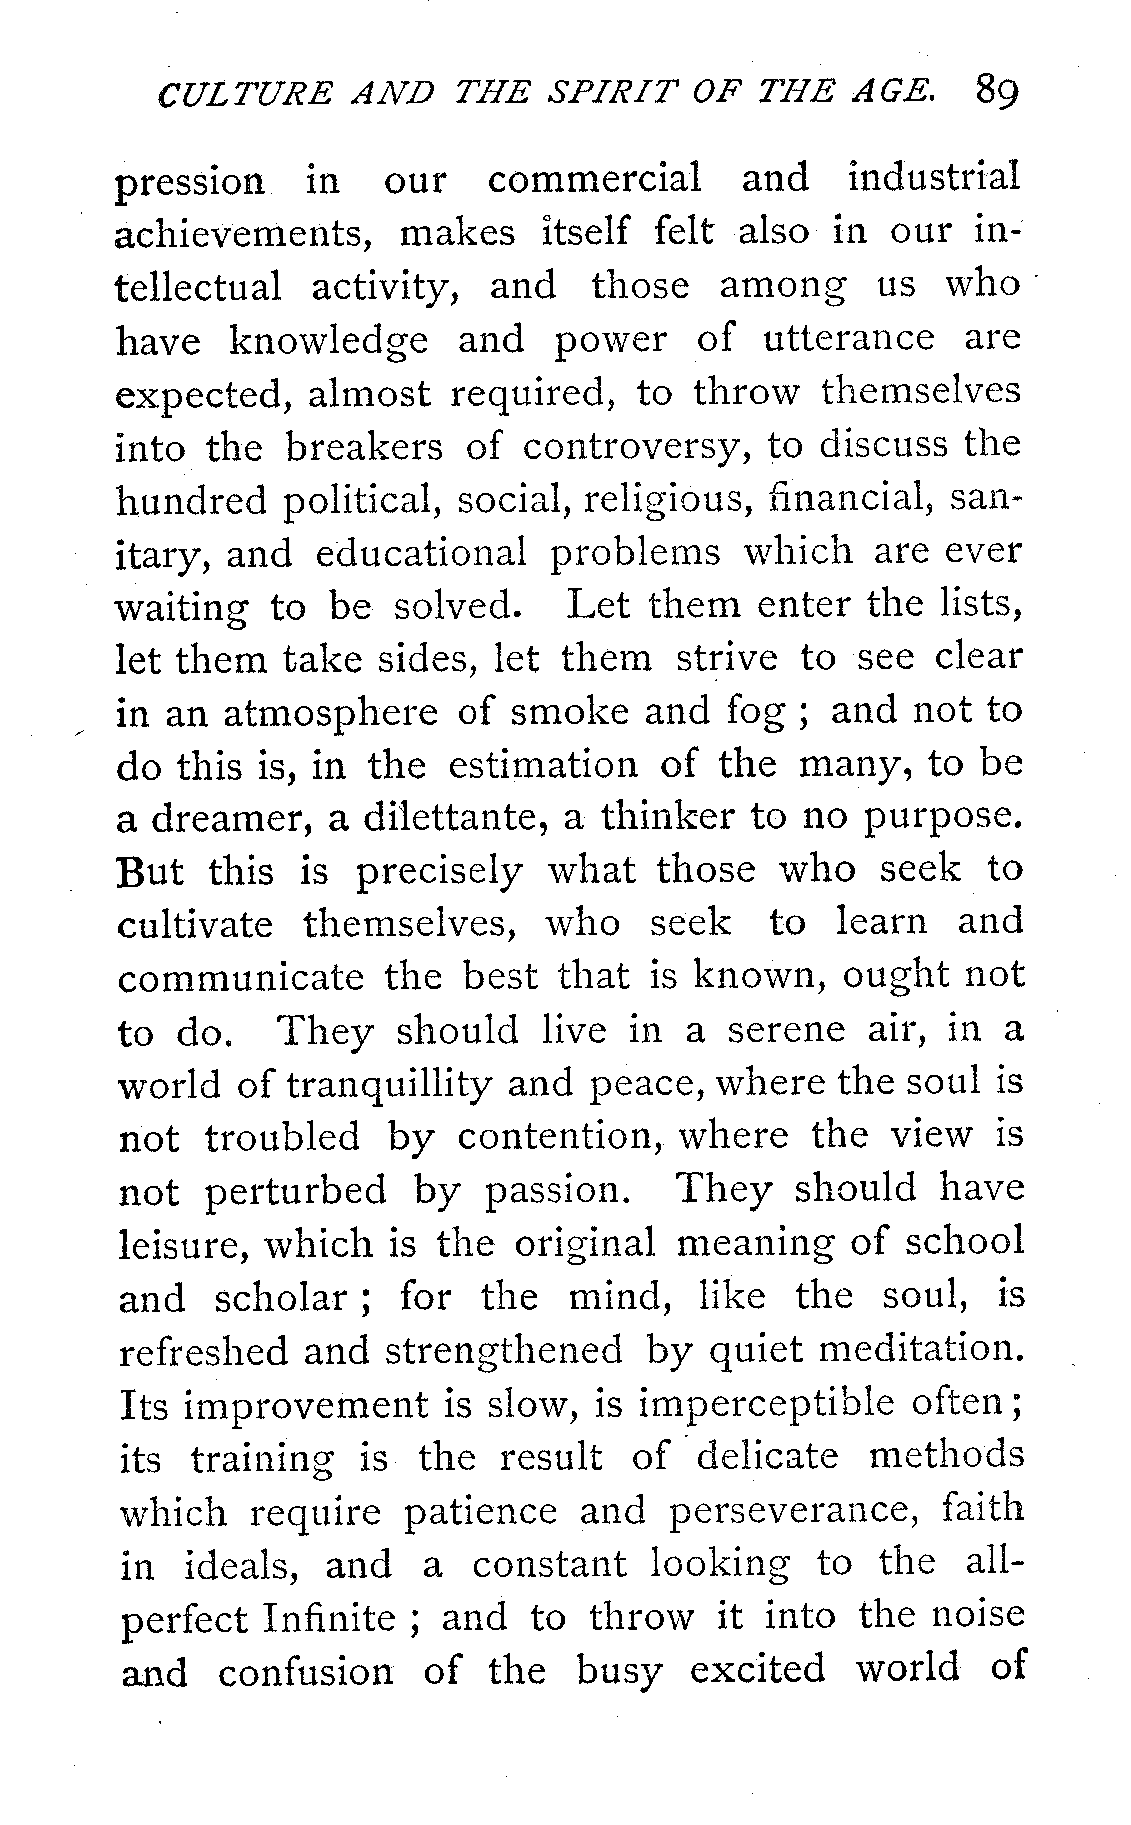 CULTURE AND THE SPIRIT OF THE AGE. 89
pression in our commercial and industrial
achievements, makes itself felt also in our in-
tellectual activity, and those among us who
have knowledge and power of utterance are
expected, almost required, to throw themselves
into the breakers of controversy, to discuss the
hundred political, social, religious, financial, san-
itary, and educational problems which are ever
waiting to be solved. Let them enter the lists,
let them take sides, let them strive to see clear
in an atmosphere of smoke and fog ; and not to
do this is, in the estimation of the many, to be
a dreamer, a dilettante, a thinker to no purpose.
But this is precisely what those who seek to
cultivate themselves, who seek to learn and
communicate the best that is known, ought not
to do. They should live in a serene air, in a
world of tranquillity and peace, where the soul is
not troubled by contention, where the view is
not perturbed by passion. They should have
leisure, which is the original meaning of school
and scholar ; for the mind, like the soul, is
refreshed and strengthened by quiet meditation.
Its improvement is slow, is imperceptible often ;
its training is the result of delicate methods
which require patience and perseverance, faith
in ideals, and a constant looking to the all-
perfect Infinite ; and to throw it into the noise
and confusion of the busy excited world of